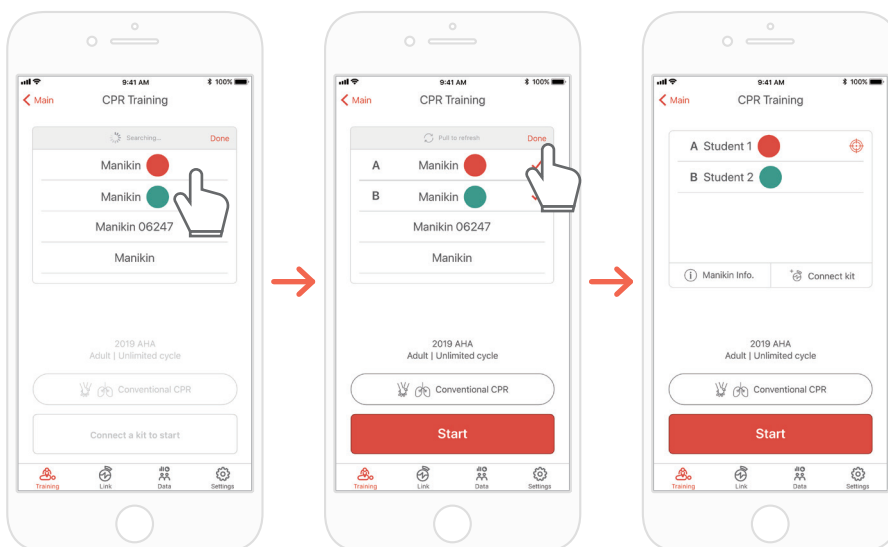 9:41 AM
100%
Main
CPR Training
Searching...
Done
Manikin
Manikin
Manikin 06247
Manikin
2019 AHA
Adult | Unlimited cycle
Conventional CPR
Connect a kit to start
Training
Link
Data
Settings
9:41 AM
100%
Main
CPR Training
Pull to refresh
Done
A Manikin
B Manikin
Manikin 06247
Manikin
2019 AHA
Adult | Unlimited cycle
Conventional CPR
Start
Training
Link
Data
Settings
9:41 AM
100%
Main
CPR Training
A Student 1
B Student 2
Manikin Info.
Connect kit
2019 AHA
Adult | Unlimited cycle
Conventional CPR
Start
Training
Link
Data
Settings